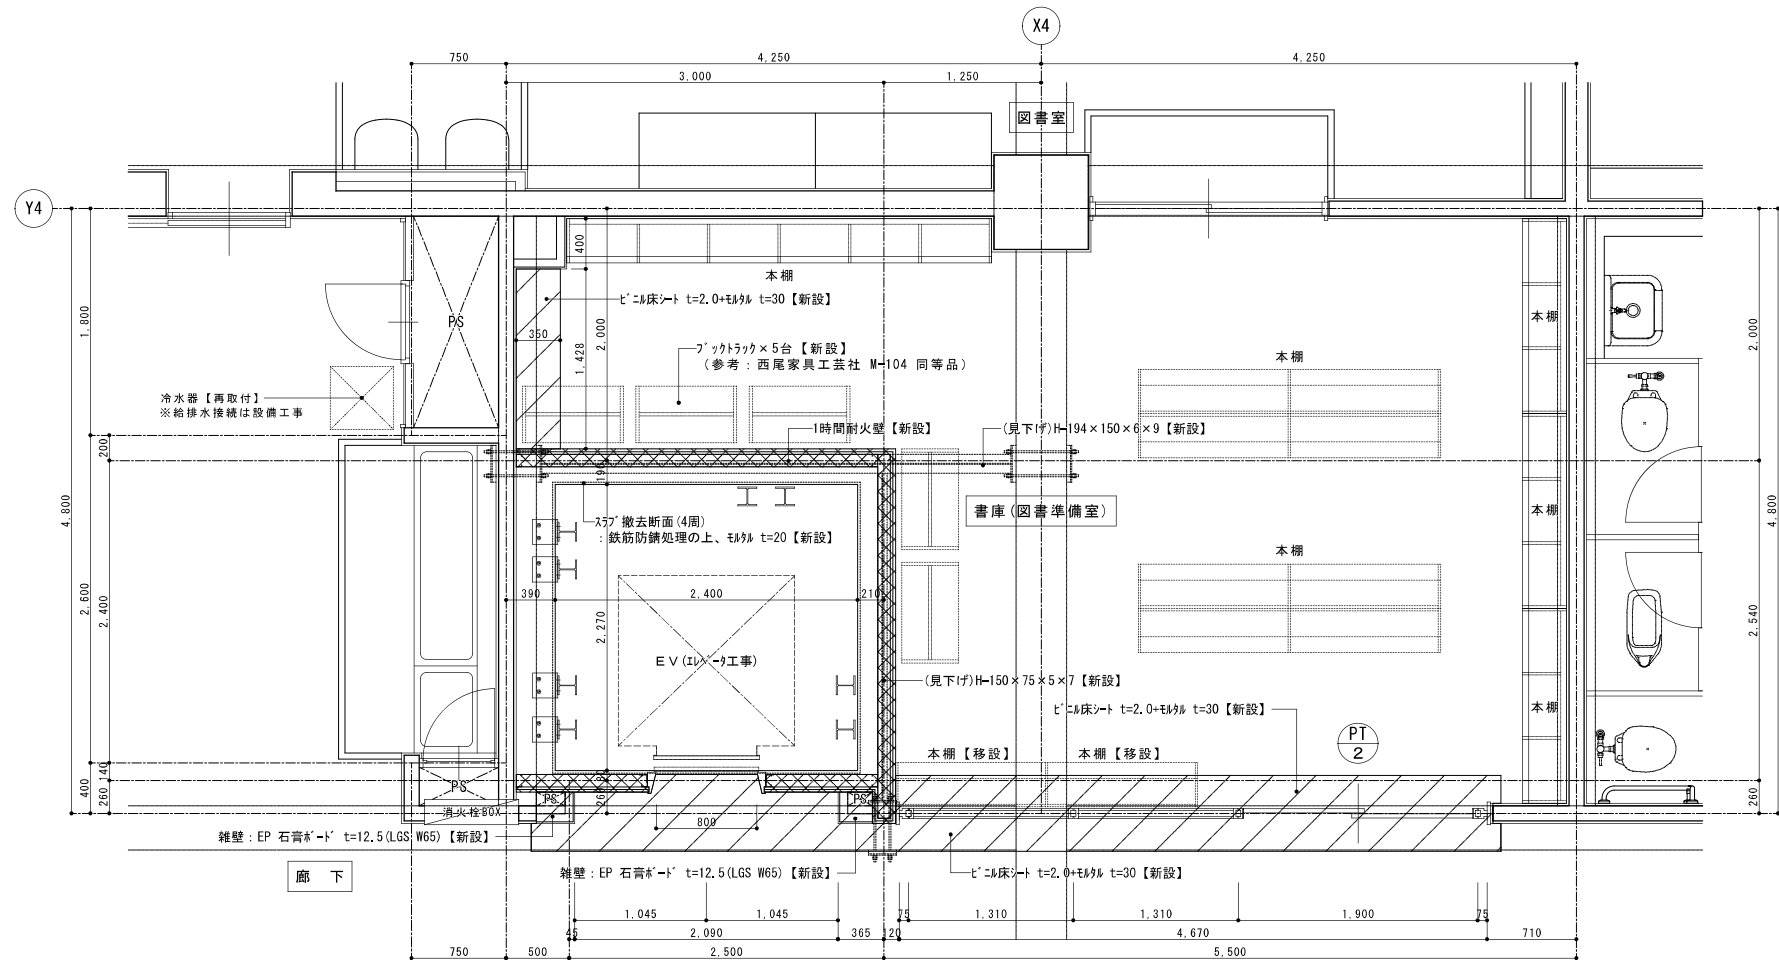 X4
750
4,250
4,250
3,000
1,250
図書室
Y4
400
本棚
ビニル床シート t=2.0+モルタル t=30【新設】
本棚
1,800
PS
350
2,000
1,428
2,000
ブックトラック×5台【新設】
(参考：西尾家具工芸社 M-104 同等品)
本棚
冷水器【再取付】
※給排水接続は設備工事
1時間耐火壁【新設】
(見下げ)H-194×150×6×9【新設】
200
190
4,800
4,800
書庫(図書準備室)
本棚
スラブ撤去断面(4周)
：鉄筋防錆処理の上、モルタル t=20【新設】
本棚
2,600
2,400
390
2,400
210
2,270
2,540
EV(エレベータ工事)
(見下げ)H-150×75×5×7【新設】
ビニル床シート t=2.0+モルタル t=30【新設】
本棚
PT
2
本棚【移設】
本棚【移設】
140
400
260
PS
PS
PS
260
消火栓BOX
800
雑壁：EP 石膏ボード t=12.5(LGS W65)【新設】
廊 下
雑壁：EP 石膏ボード t=12.5(LGS W65)【新設】
ビニル床シート t=2.0+モルタル t=30【新設】
1,045
1,045
75
1,310
1,310
1,900
75
45
2,090
365
120
4,670
710
750
500
2,500
5,500